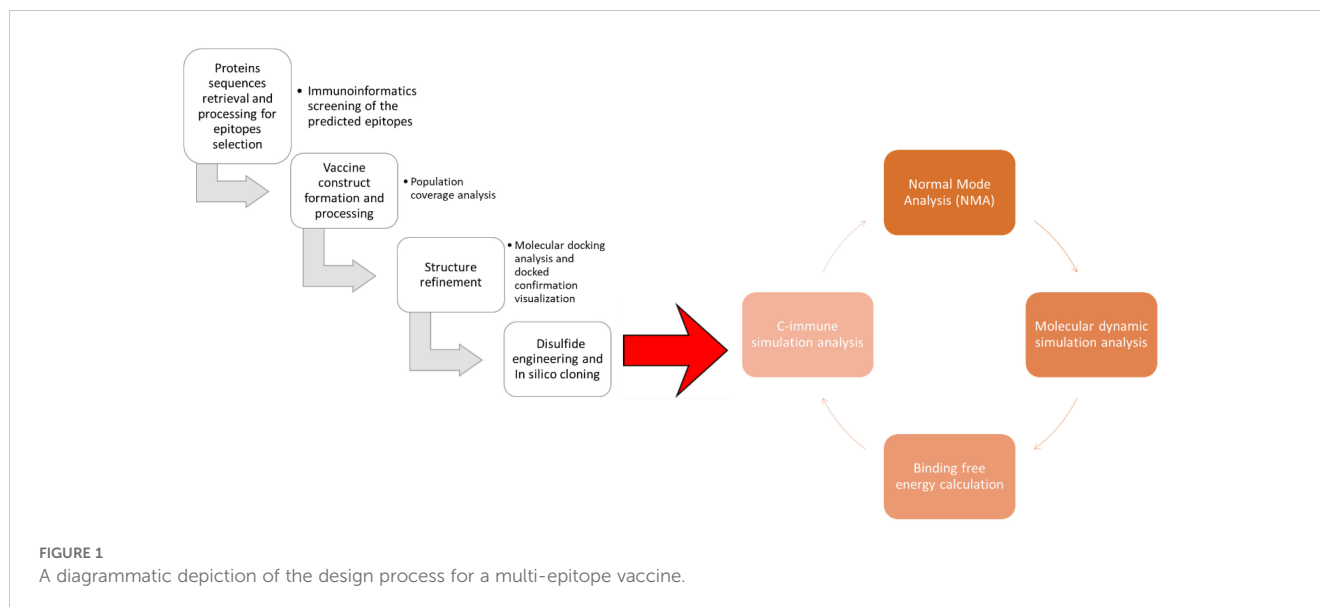 Proteins
sequences
retrieval and
processing for
epitopes
selection
• Immunoinformatics
screening of the
predicted epitopes
Vaccine
construct
formation and
processing
• Population
coverage analysis
Structure
refinement
• Molecular docking
analysis and
docked
confirmation
visualization
Disulfide
engineering and
In silico cloning
Normal Mode
Analysis (NMA)
Molecular dynamic
simulation analysis
Binding free
energy calculation
C-immune
simulation analysis
FIGURE 1
A diagrammatic depiction of the design process for a multi-epitope vaccine.